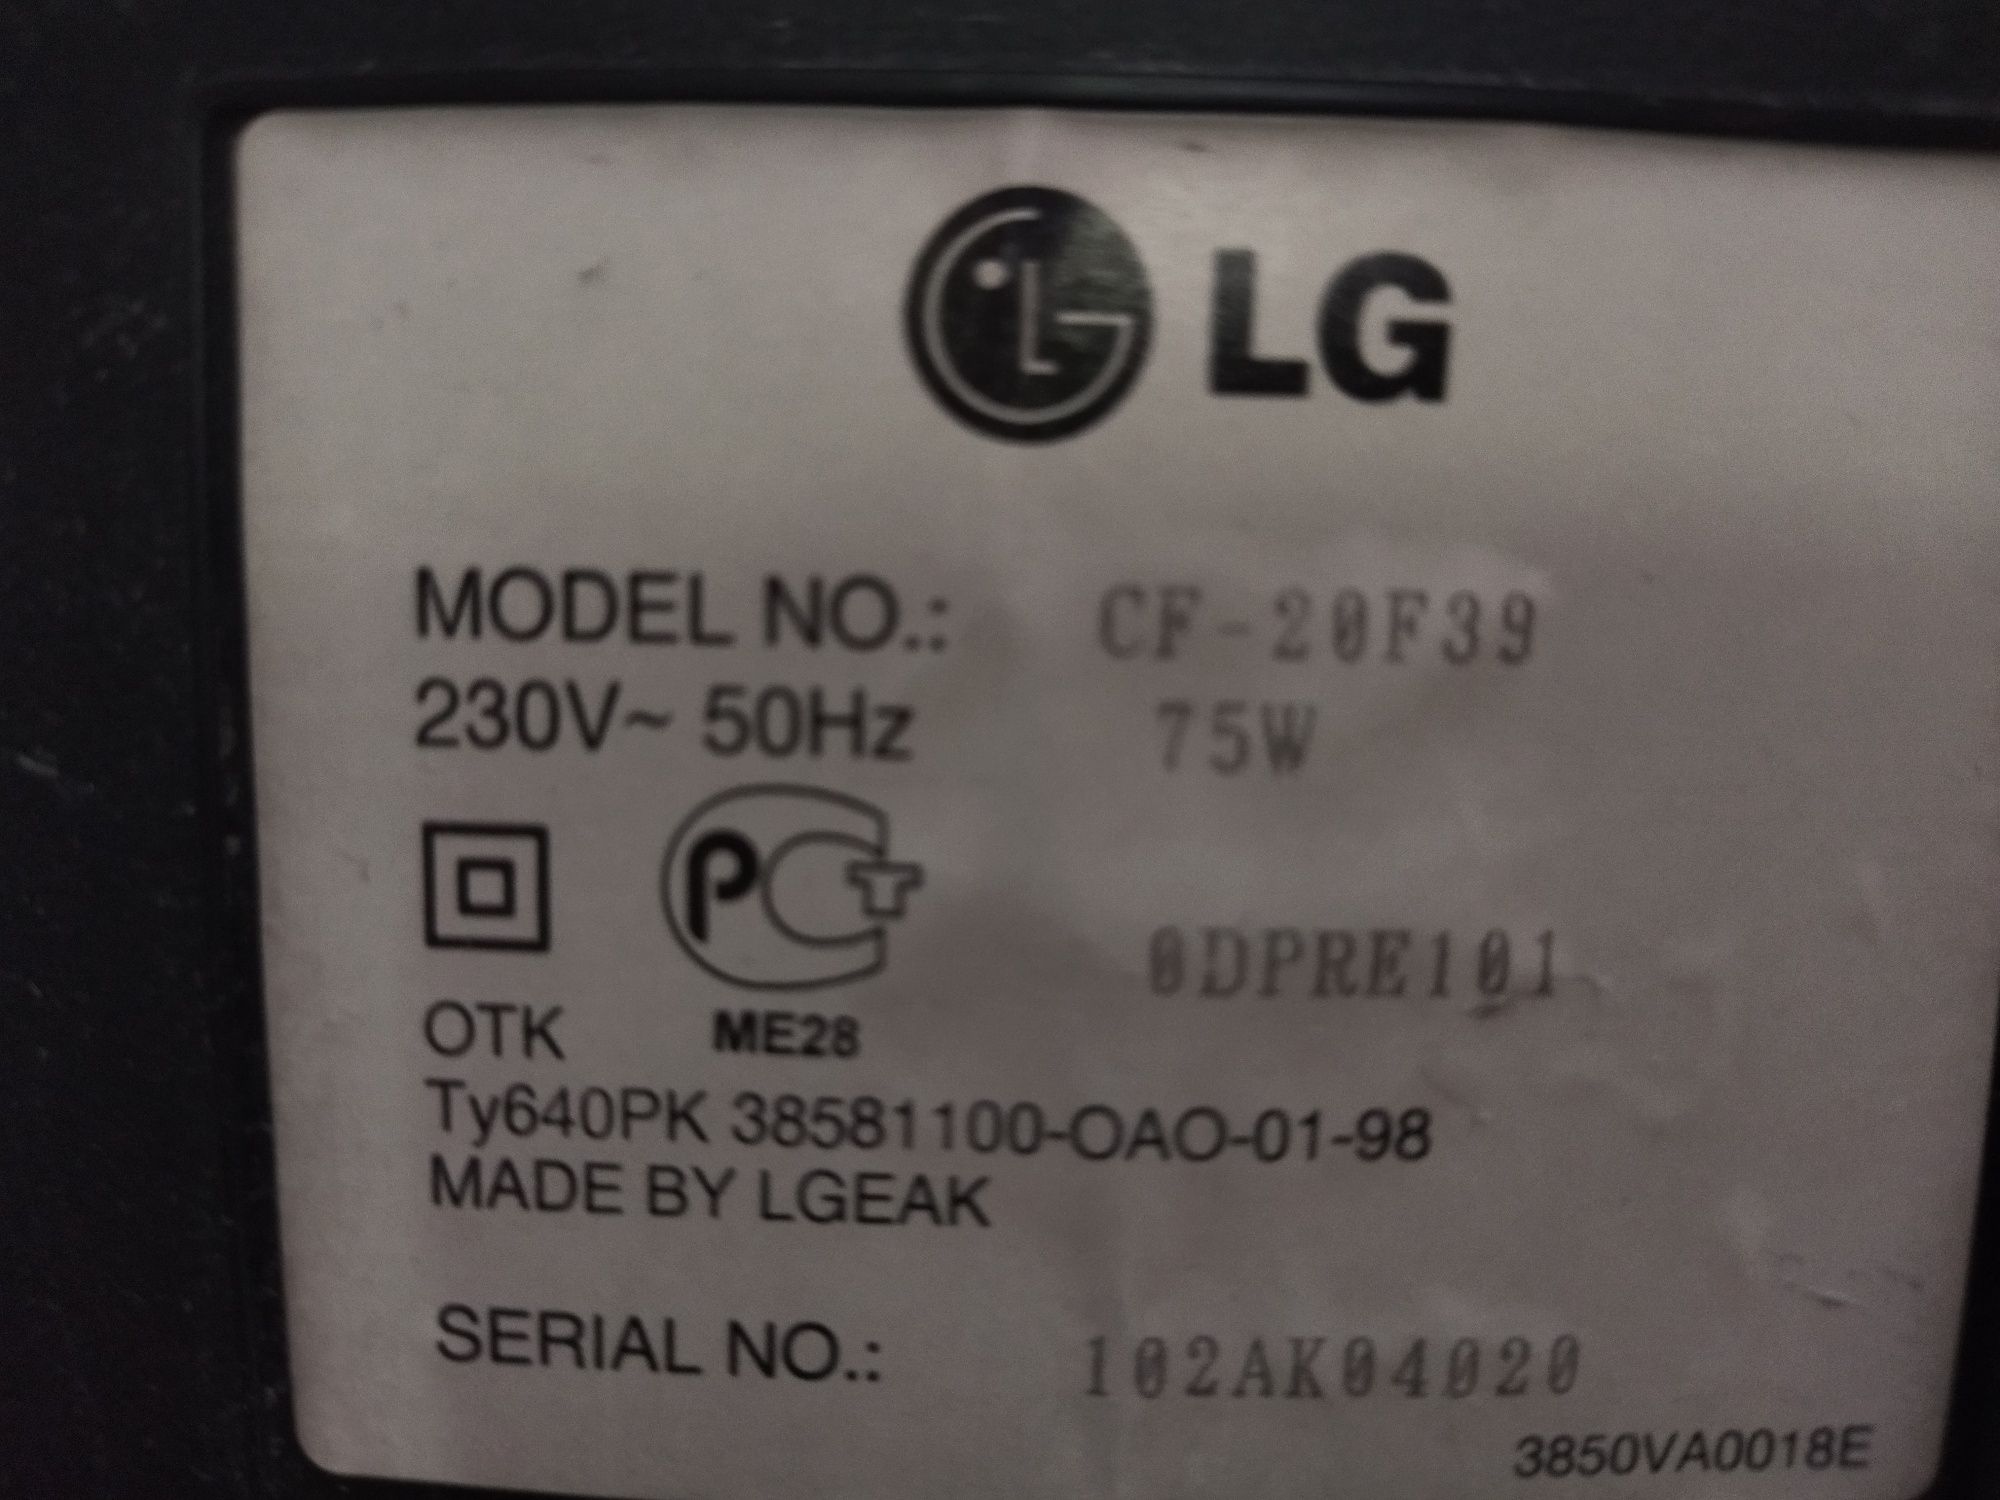 LG
MODEL NO.: CF-20F39
230V~ 50Hz 75W
PCT
0DPRE101
OTK ME28
Ty640PK 38581100-OAO-01-98
MADE BY LGEAK
SERIAL NO.: 102AK04020
3850VA0018E